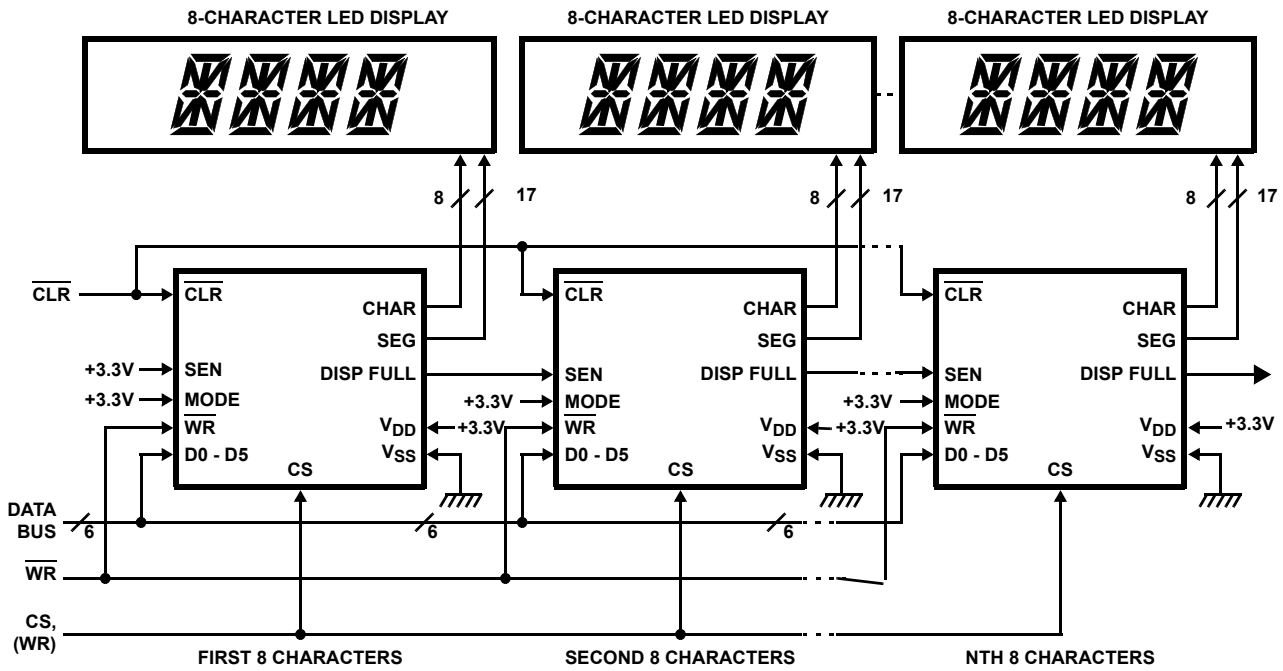 8-CHARACTER LED DISPLAY
8-CHARACTER LED DISPLAY
8-CHARACTER LED DISPLAY
8
17
8
17
8
17
CLR
CLR
CHAR
SEG
+3.3V
SEN
DISP FULL
+3.3V
MODE
WR
VDD
+3.3V
D0 - D5
VSS
CS
CLR
CHAR
SEG
SEN
DISP FULL
+3.3V
MODE
WR
VDD
+3.3V
D0 - D5
VSS
CS
CLR
CHAR
SEG
SEN
DISP FULL
+3.3V
MODE
WR
VDD
+3.3V
D0 - D5
VSS
CS
DATA
BUS
6
6
6
WR
CS,
(WR)
FIRST 8 CHARACTERS
SECOND 8 CHARACTERS
NTH 8 CHARACTERS